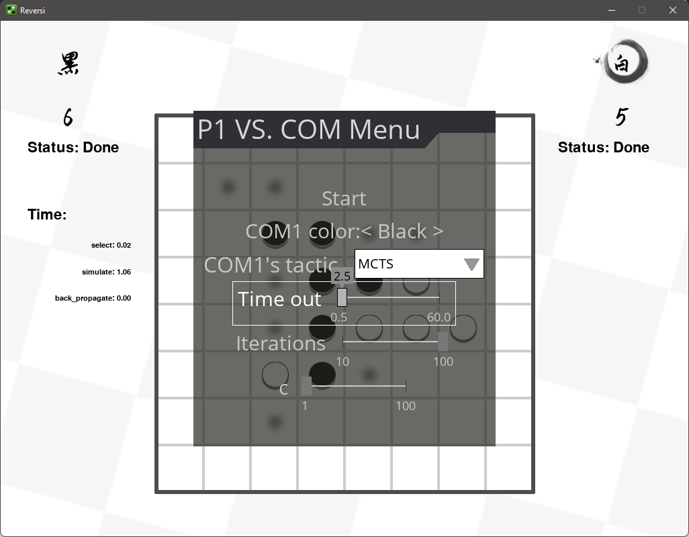 Reversi
黑
白
6
5
Status: Done
Status: Done
Time:
select: 0.02
simulate: 1.06
back_propagate: 0.00
P1 VS. COM Menu
Start
COM1 color:< Black >
COM1's tactic
MCTS
2.5
Time out
0.5
60.0
Iterations
10
100
C
1
100